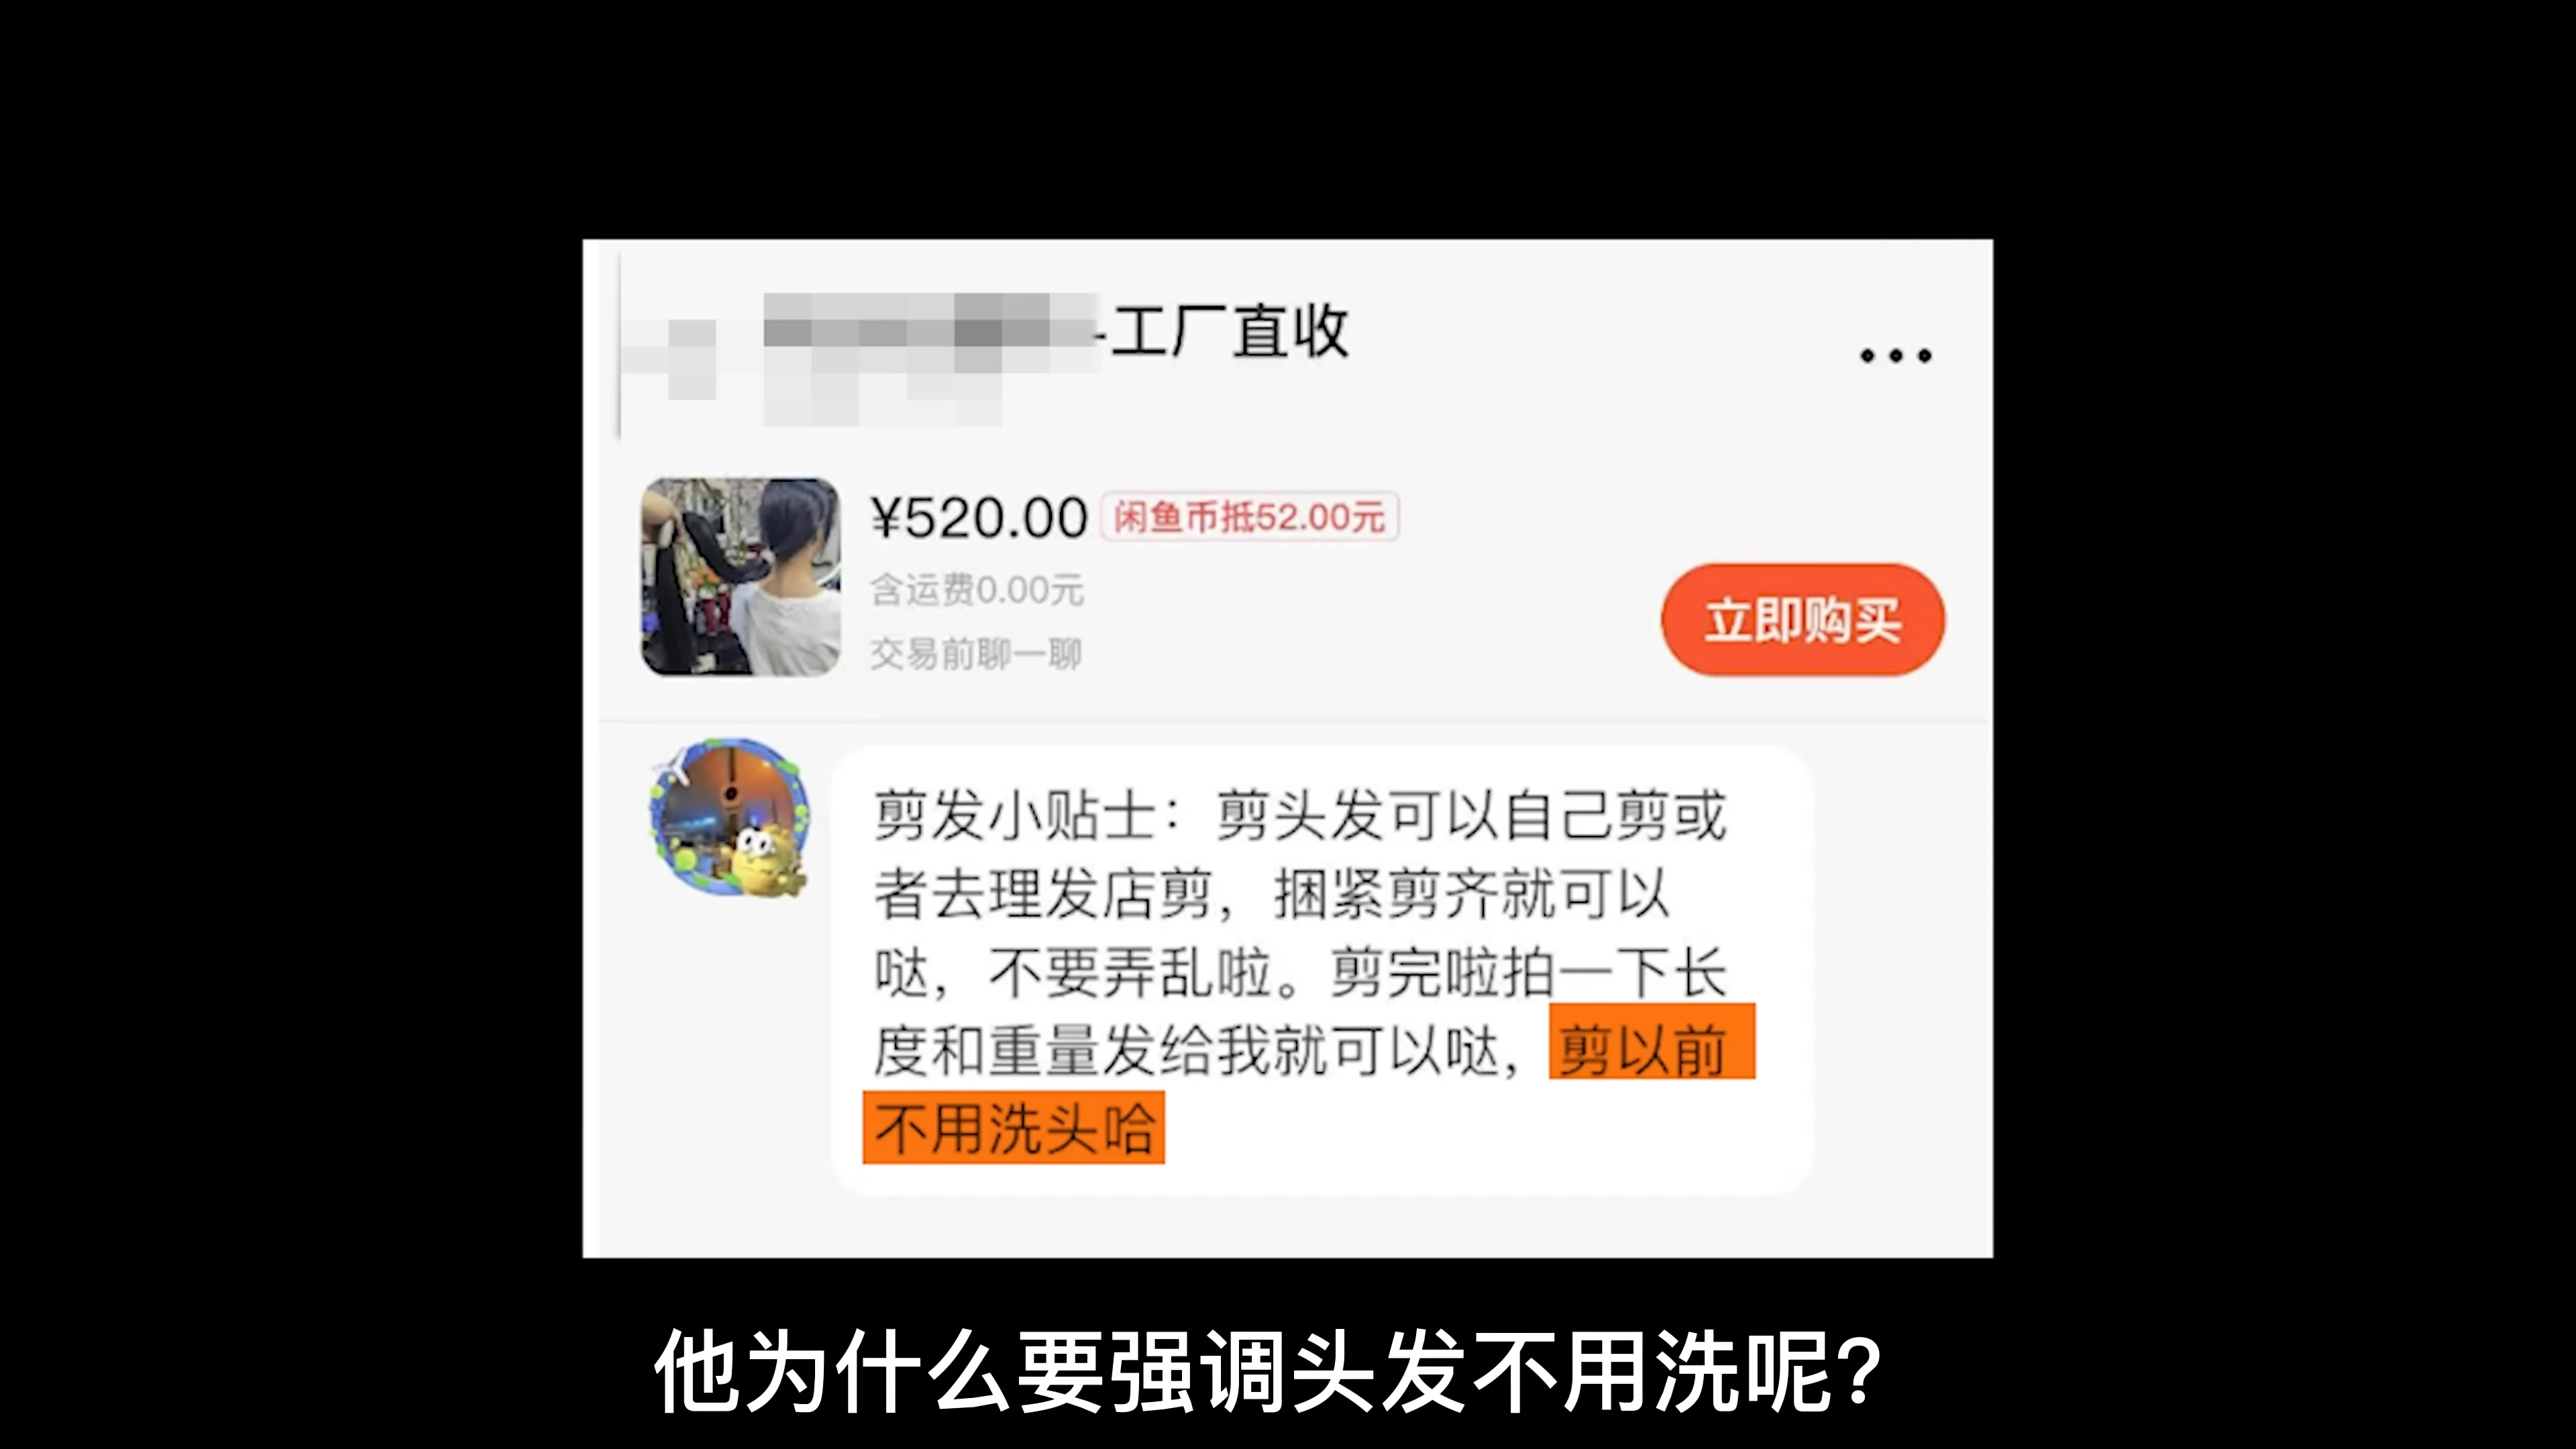 -工厂直收
¥520.00 闲鱼币抵52.00元
含运费0.00元
交易前聊一聊
立即购买
剪发小贴士：剪头发可以自己剪或
者去理发店剪，捆紧剪齐就可以
哒，不要弄乱啦。剪完啦拍一下长
度和重量发给我就可以哒，剪以前
不用洗头哈
他为什么要强调头发不用洗呢？